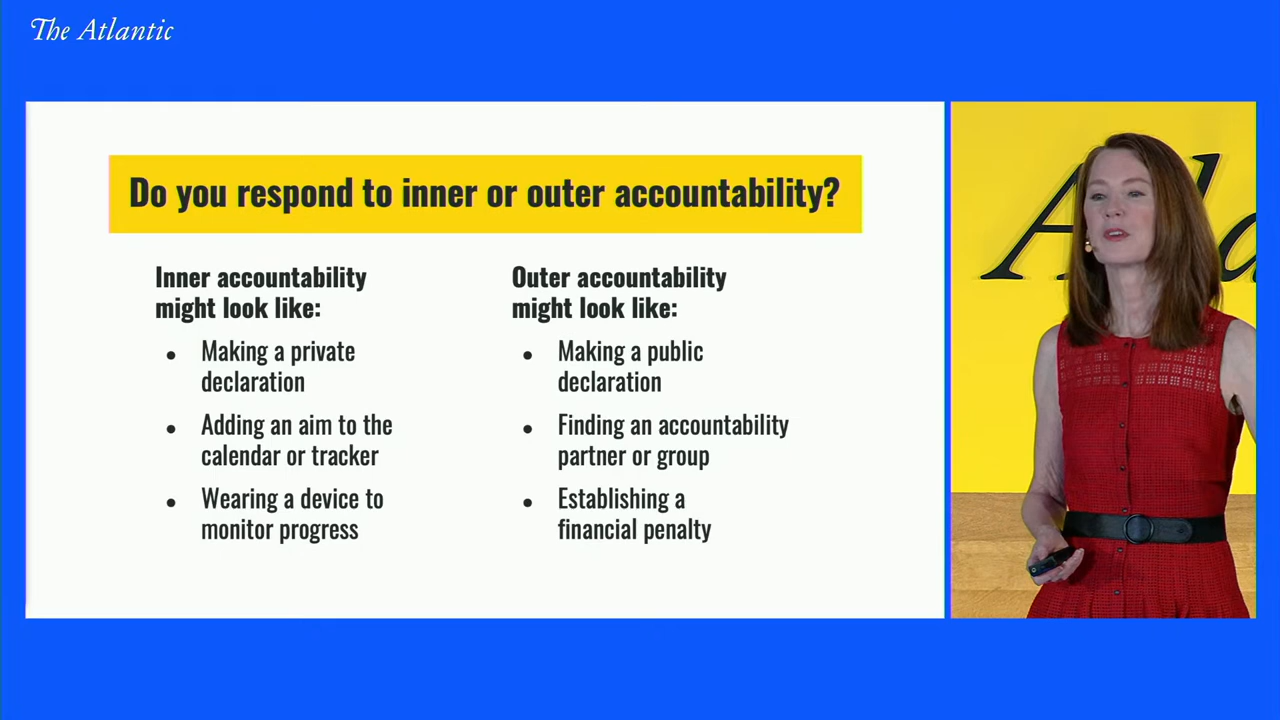 The Atlantic
Do you respond to inner or outer accountability?
Inner accountability
might look like:
• Making a private
declaration
• Adding an aim to the
calendar or tracker
• Wearing a device to
monitor progress
Outer accountability
might look like:
• Making a public
declaration
• Finding an accountability
partner or group
• Establishing a
financial penalty